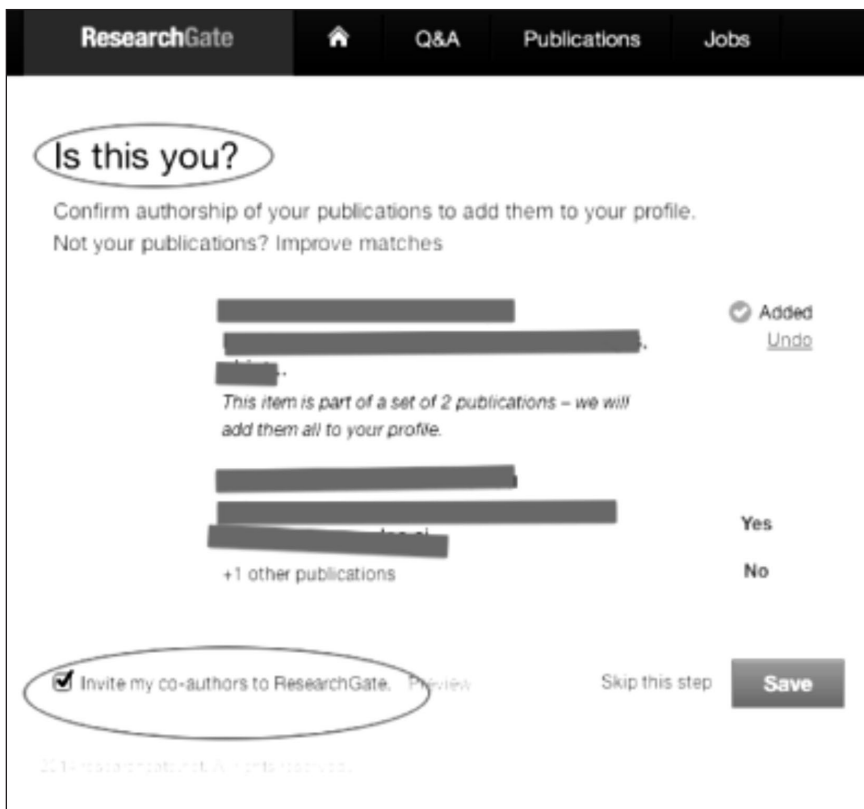 ResearchGate Q&A Publications Jobs
Is this you?
Confirm authorship of your publications to add them to your profile.
Not your publications? Improve matches
Added
Undo
This item is part of a set of 2 publications – we will
add them all to your profile.
Yes
+1 other publications No
Invite my co-authors to ResearchGate. Preview Skip this step Save